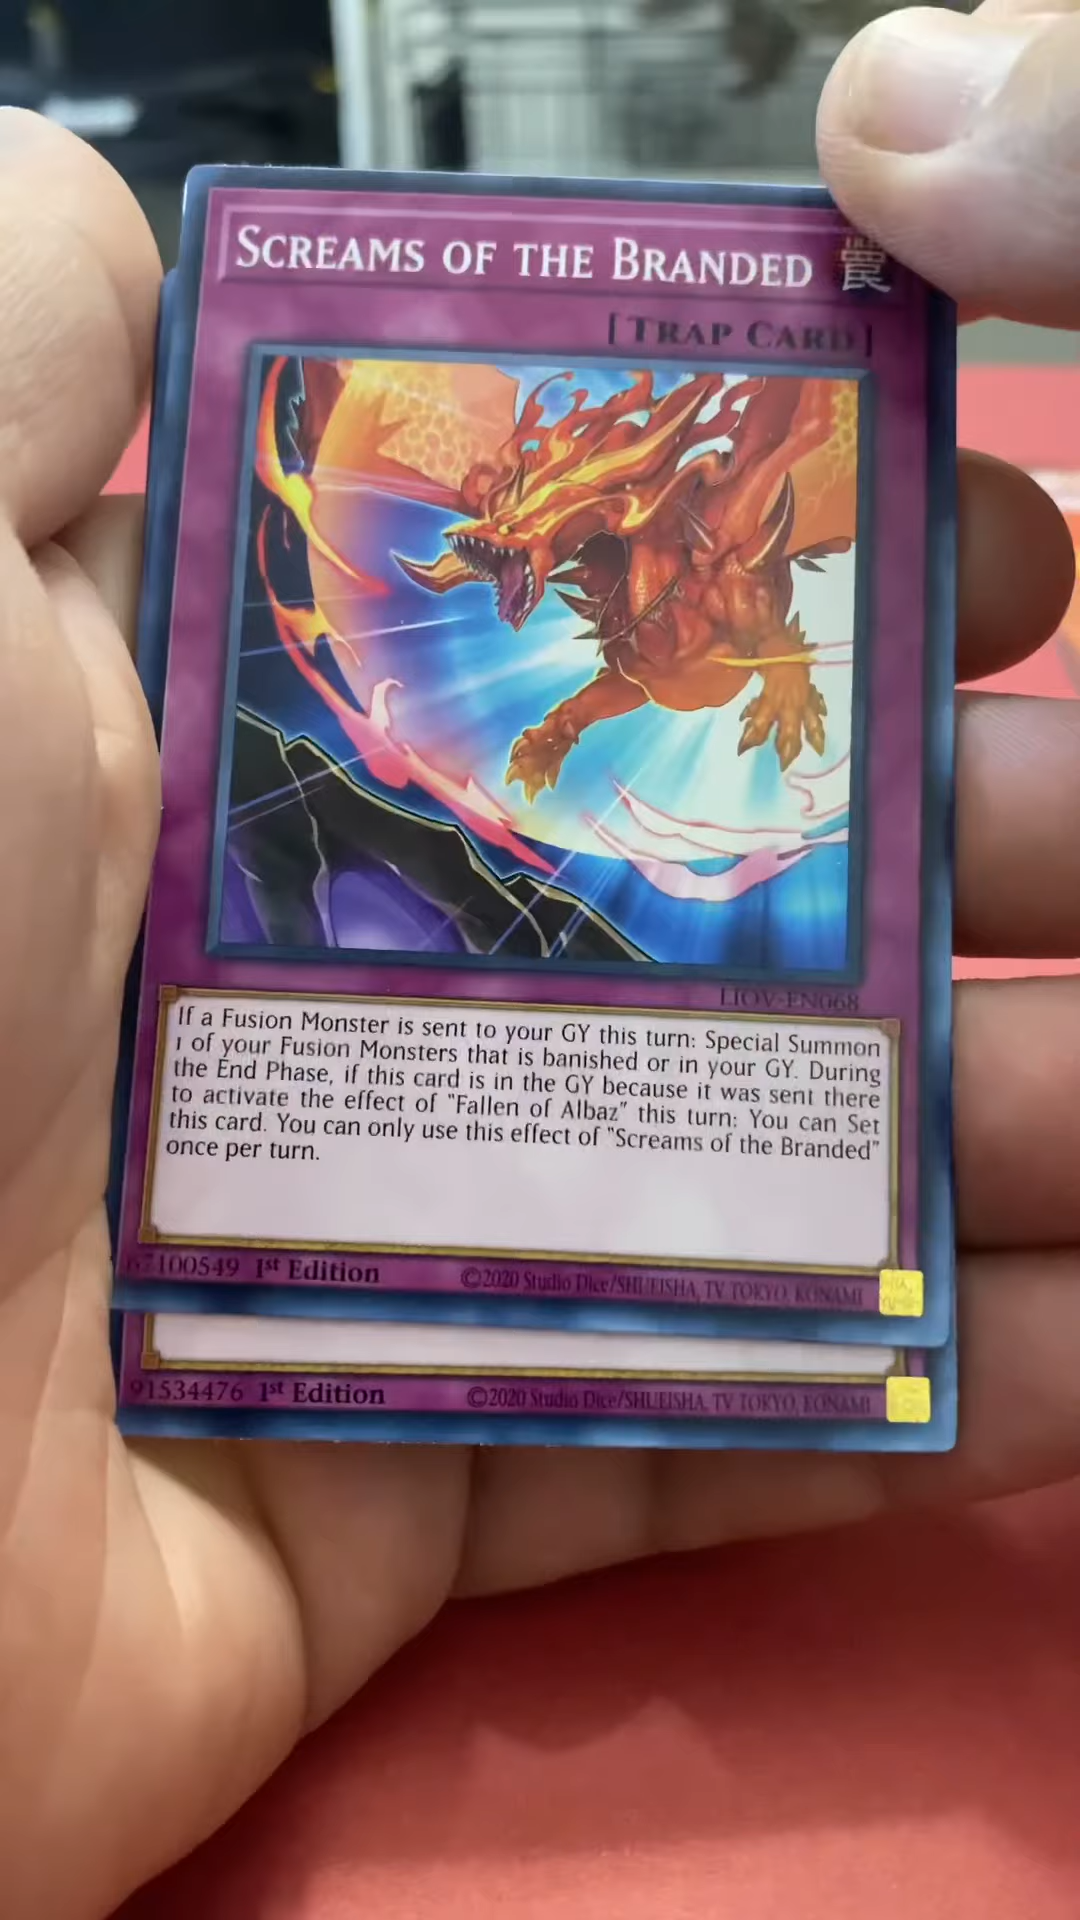 SCREAMS OF THE BRANDED 罠
[TRAP CARD]
LIOV-EN068
If a Fusion Monster is sent to your GY this turn: Special Summon
1 of your Fusion Monsters that is banished or in your GY. During
the End Phase, if this card is in the GY because it was sent there
to activate the effect of "Fallen of Albaz" this turn: You can Set
this card. You can only use this effect of "Screams of the Branded"
once per turn.
67100549 1st Edition ©2020 Studio Dice/SHUEISHA, TV TOKYO, KONAMI
91534476 1st Edition ©2020 Studio Dice/SHUEISHA, TV TOKYO, KONAMI